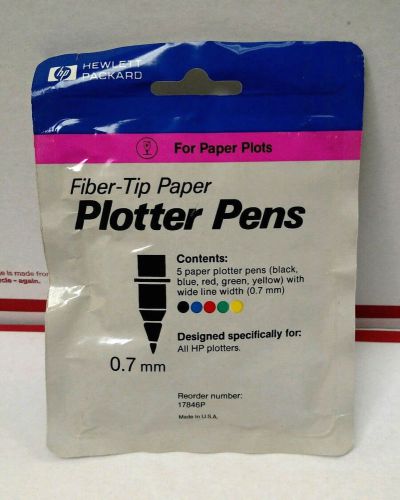 hp HEWLETT
PACKARD
For Paper Plots
Fiber-Tip Paper
Plotter Pens
Contents:
5 paper plotter pens (black,
blue, red, green, yellow) with
wide line width (0.7 mm)
Designed specifically for:
All HP plotters.
0.7 mm
Reorder number:
17846P
Made in U.S.A.
is made from
cycle - again.